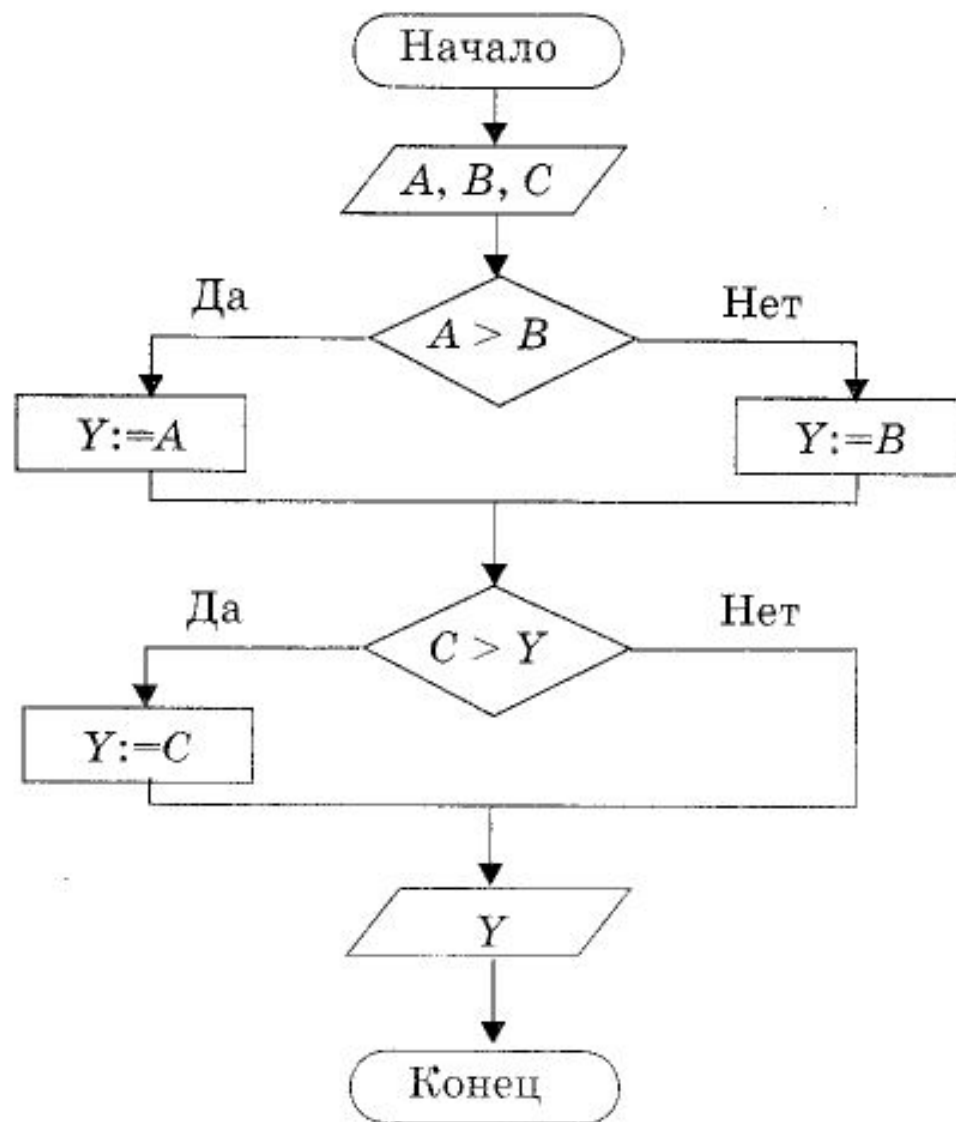 Начало
A, B, C
Да
Нет
A > B
Y:=A
Y:=B
Да
Нет
C > Y
Y:=C
Y
Конец